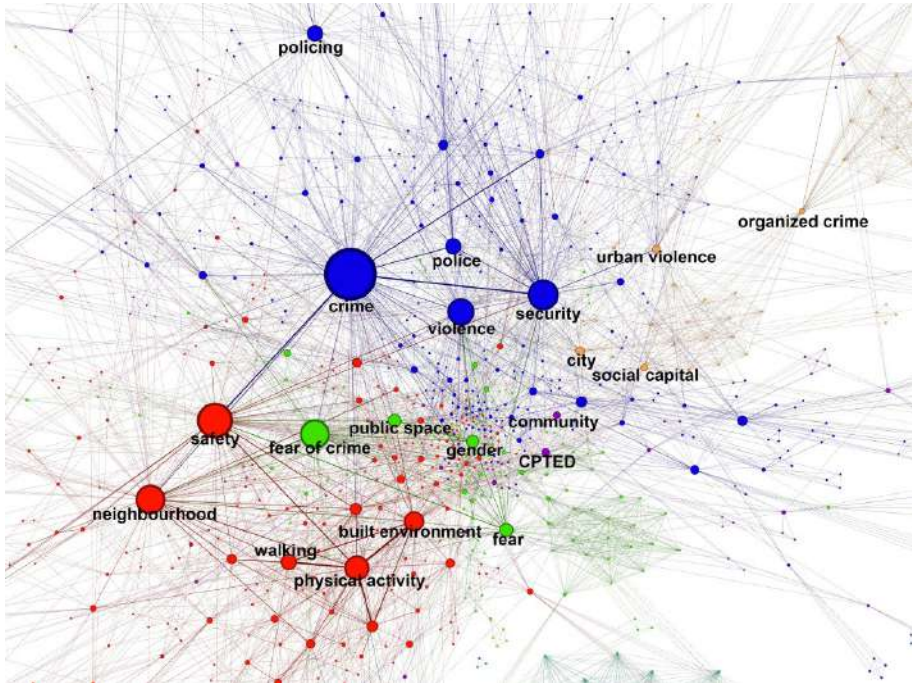 policing
organized crime
urban violence
police
crime
security
violence
city
social capital
community
public space
safety
fear of crime
gender
CPTED
neighbourhood
built environment
fear
walking
physical activity